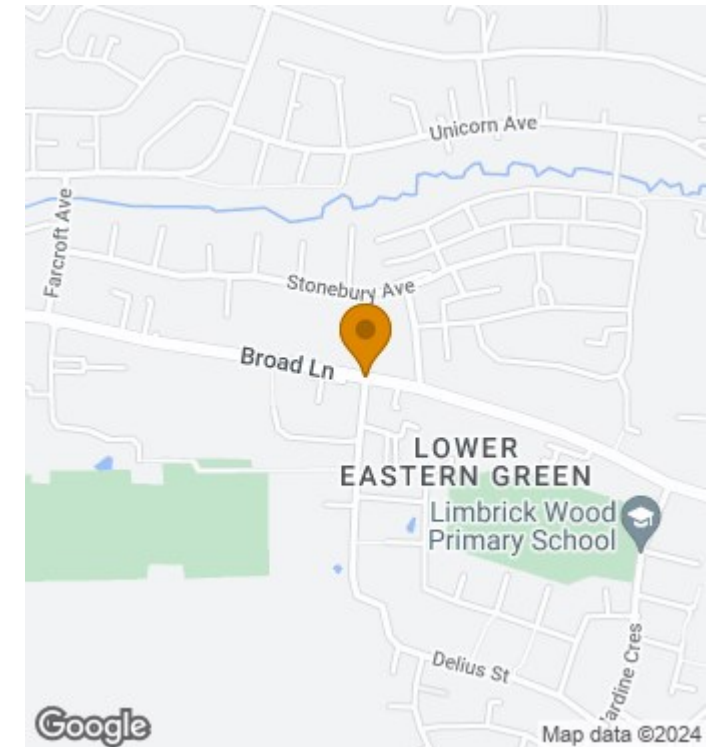 Unicorn Ave
Farcroft Ave
Stonebury Ave
Broad Ln
LOWER
EASTERN GREEN
Limbrick Wood
Primary School
Delius St
Jardine Cres
Google
Map data ©2024